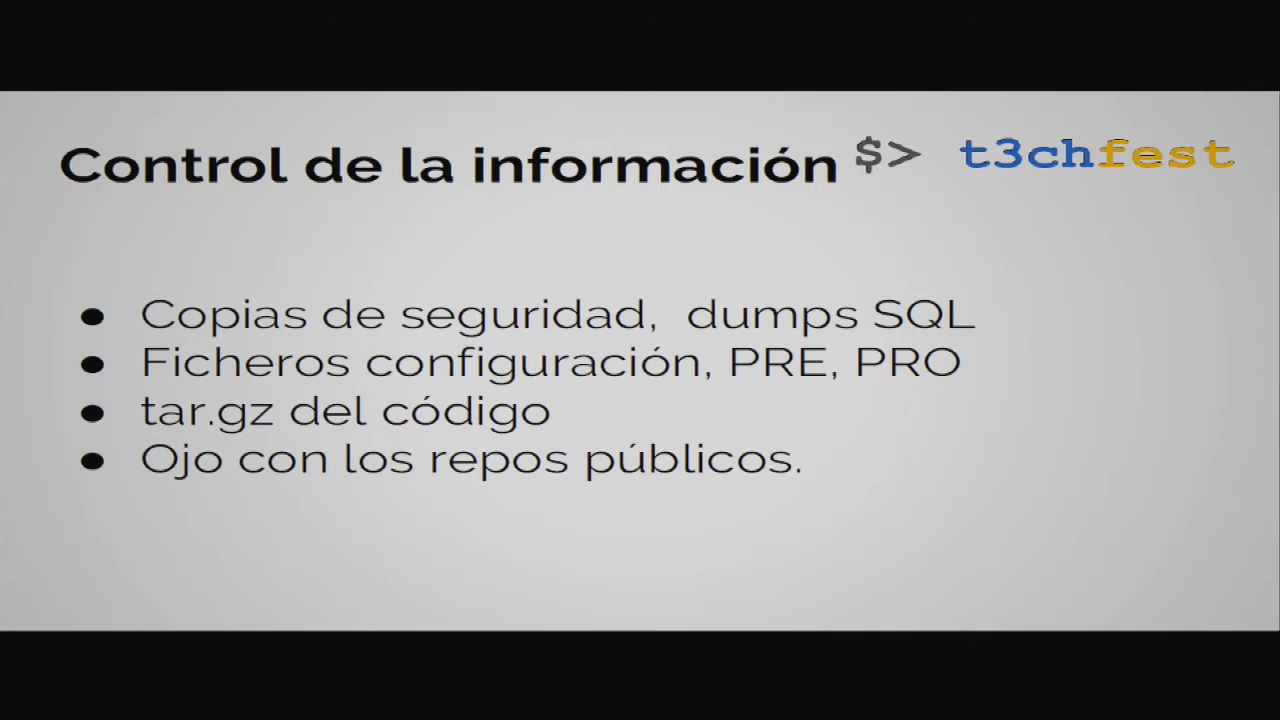 Control de la información $> t3chfest
● Copias de seguridad, dumps SQL
● Ficheros configuración, PRE, PRO
● tar.gz del código
● Ojo con los repos públicos.